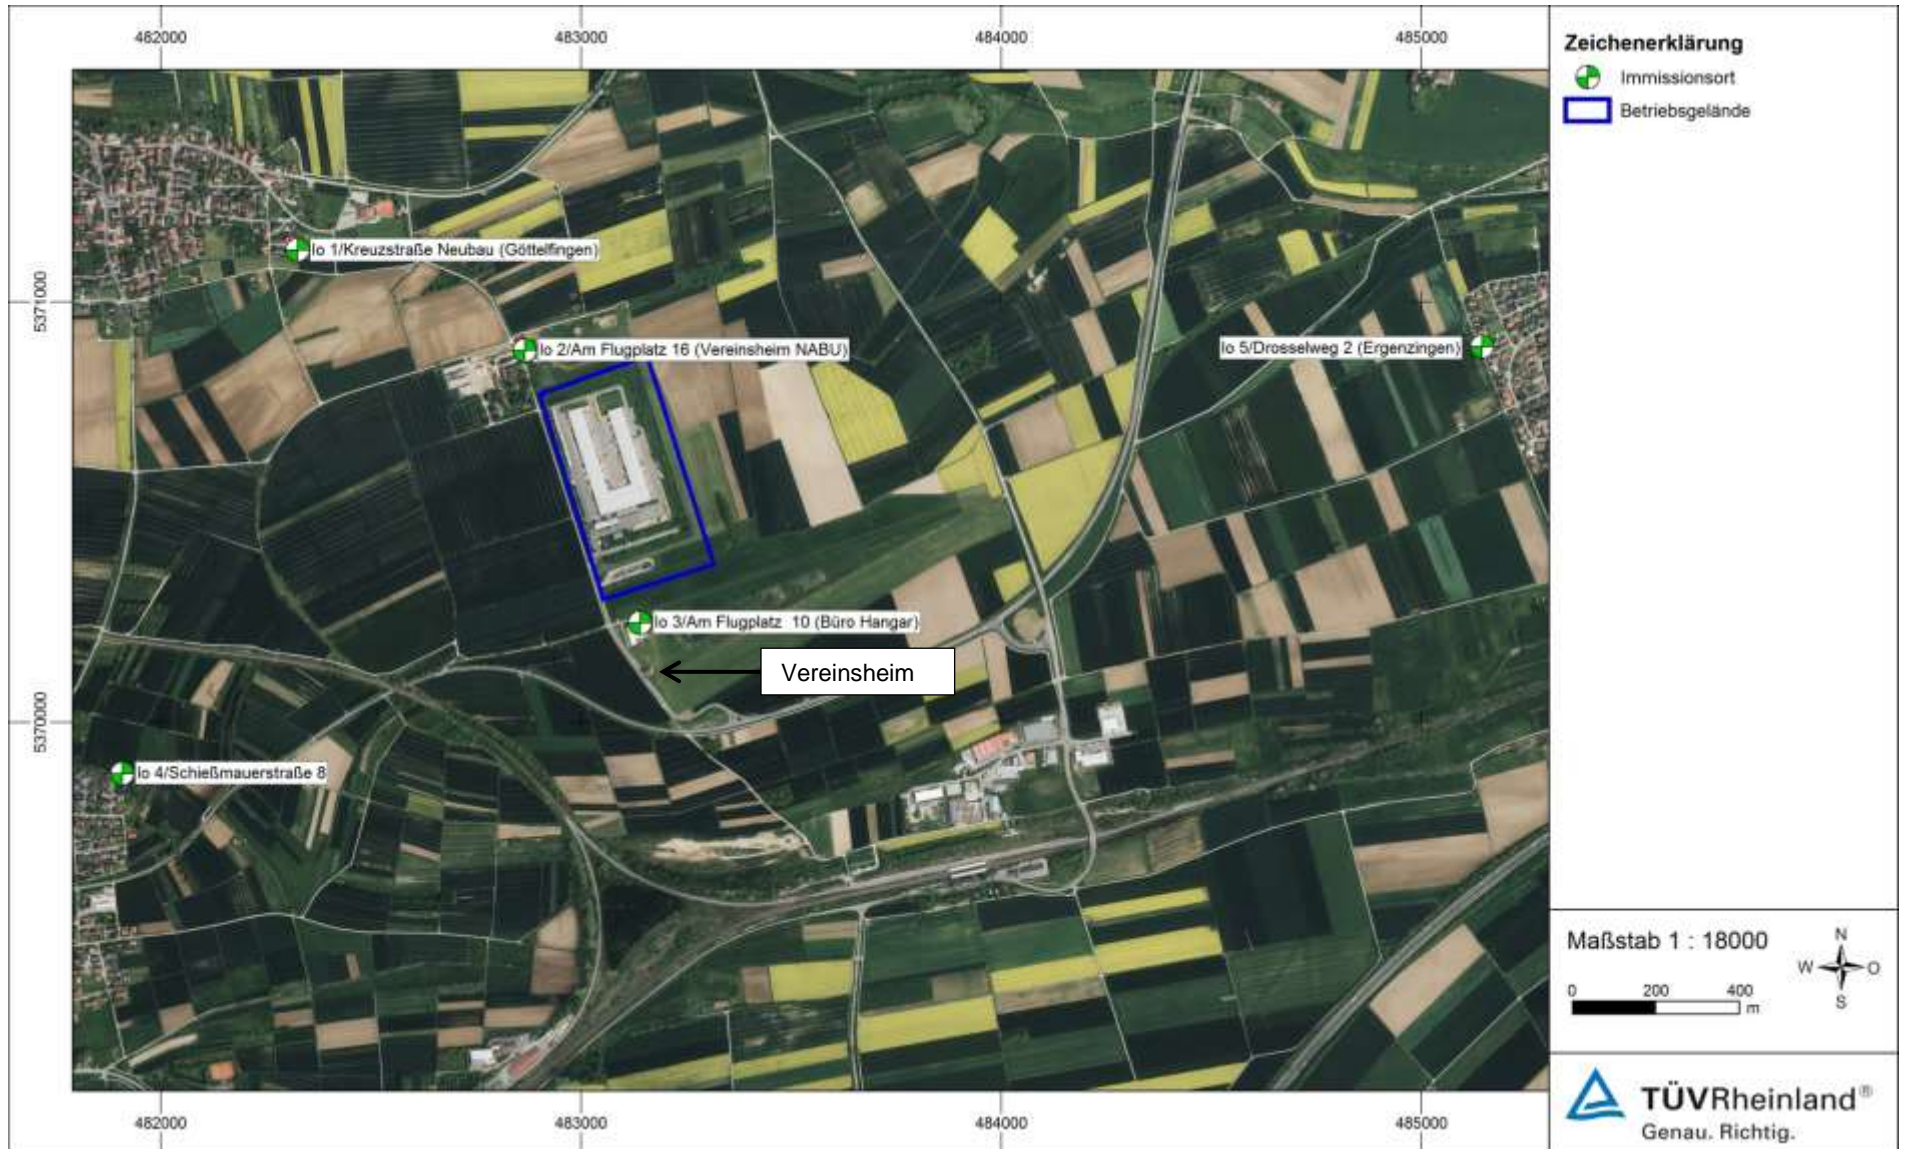 482000
483000
484000
485000
Zeichenerklärung
Immissionsort
Betriebsgelände
Io 1/Kreuzstraße Neubau (Göttelfingen)
5371000
Io 2/Am Flugplatz 16 (Vereinsheim NABU)
Io 5/Drosselweg 2 (Ergenzingen)
Io 3/Am Flugplatz 10 (Büro Hangar)
Vereinsheim
5370000
Io 4/Schießmauerstraße 8
Maßstab 1 : 18000
N
W O
S
0 200 400
m
482000
483000
484000
485000
TÜVRheinland®
Genau. Richtig.